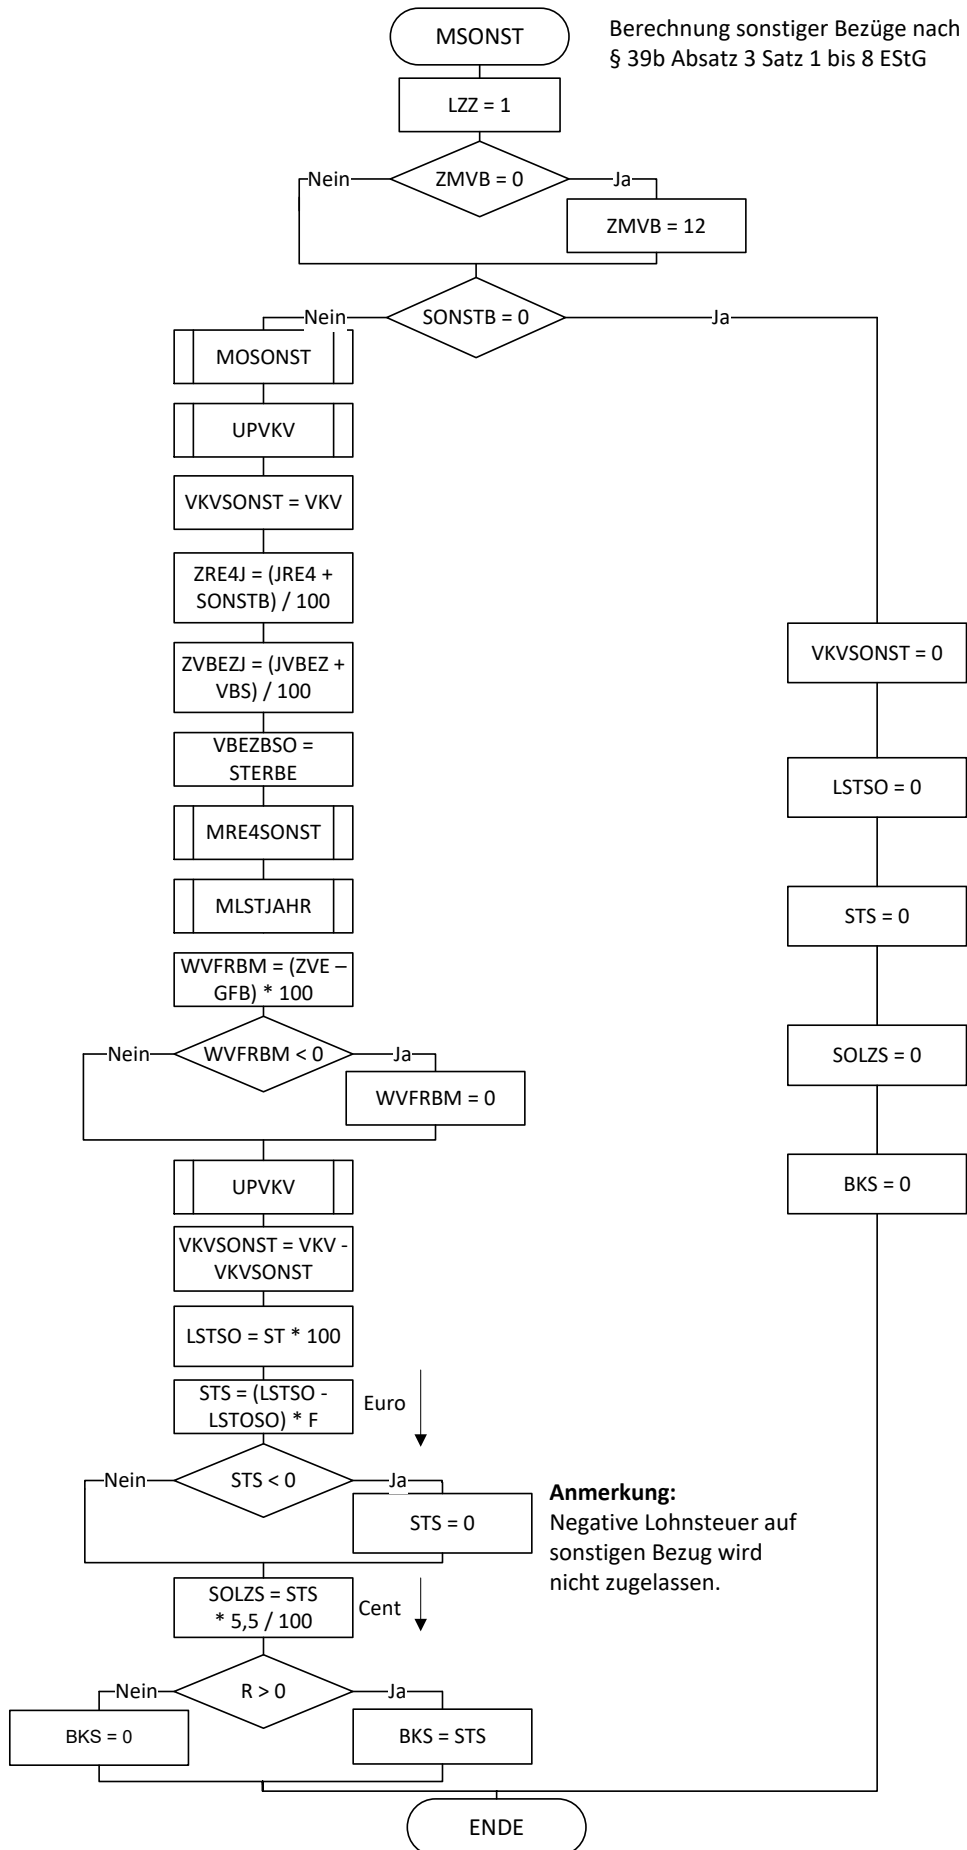 MSONST
Berechnung sonstiger Bezüge nach
§ 39b Absatz 3 Satz 1 bis 8 EStG
LZZ = 1
Nein
ZMVB = 0
Ja
ZMVB = 12
Nein
SONSTB = 0
Ja
MOSONST
UPVKV
VKVSONST = VKV
ZRE4J = (JRE4 +
SONSTB) / 100
ZVBEZJ = (JVBEZ +
VBS) / 100
VBEZBSO =
STERBE
MRE4SONST
MLSTJAHR
WVFRBM = (ZVE –
GFB) * 100
Nein
WVFRBM < 0
Ja
WVFRBM = 0
UPVKV
VKVSONST = VKV -
VKVSONST
LSTSO = ST * 100
STS = (LSTSO -
LSTOSO) * F
Euro
Nein
STS < 0
Ja
STS = 0
Anmerkung:
Negative Lohnsteuer auf
sonstigen Bezug wird
nicht zugelassen.
SOLZS = STS
* 5,5 / 100
Cent
Nein
R > 0
Ja
BKS = 0
BKS = STS
VKVSONST = 0
LSTSO = 0
STS = 0
SOLZS = 0
BKS = 0
ENDE